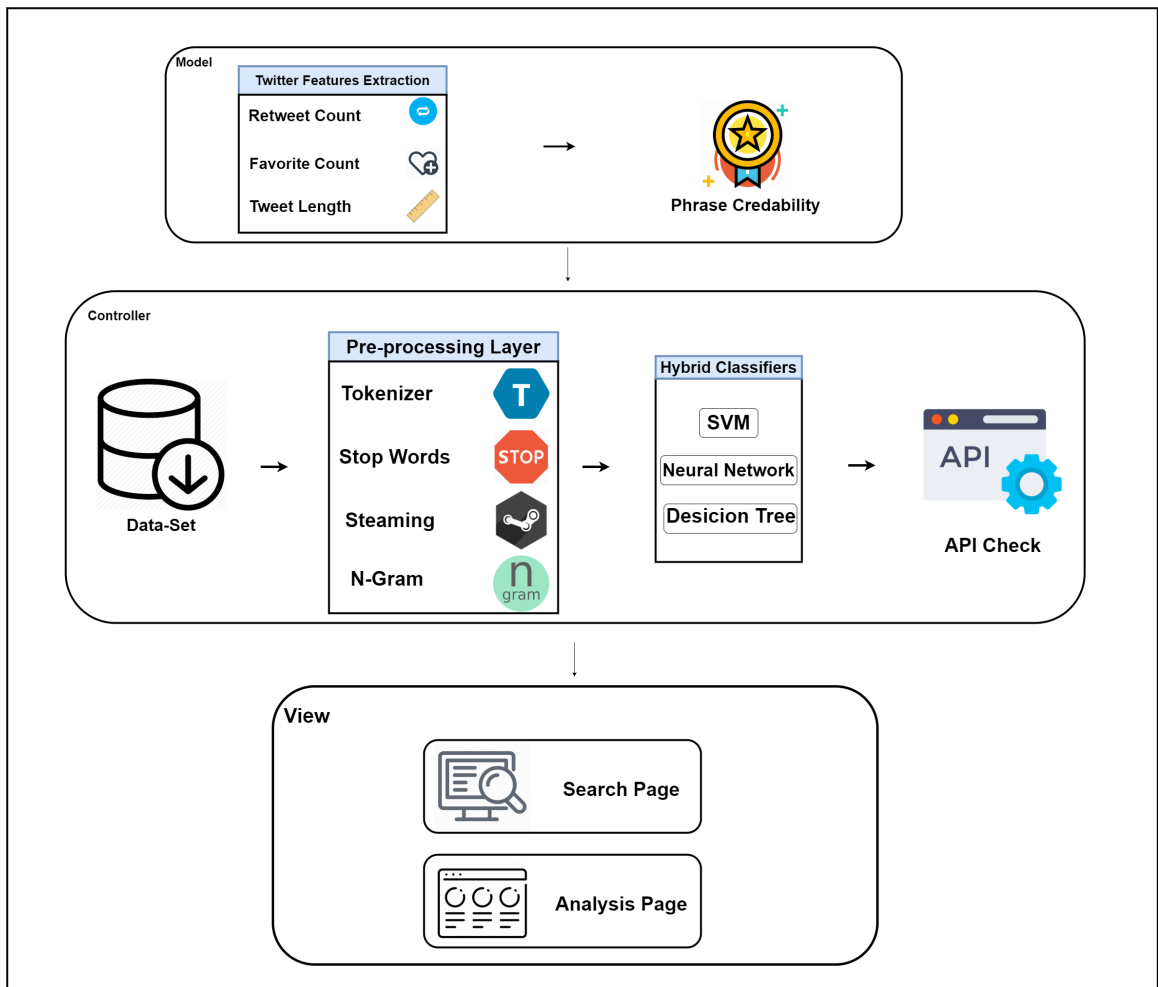 Model
Twitter Features Extraction
Retweet Count
Favorite Count
Tweet Length
Phrase Credability
Controller
Data-Set
Pre-processing Layer
Tokenizer
T
Stop Words
STOP
Steaming
N-Gram
n
gram
Hybrid Classifiers
SVM
Neural Network
Desicion Tree
API
API Check
View
Search Page
Analysis Page